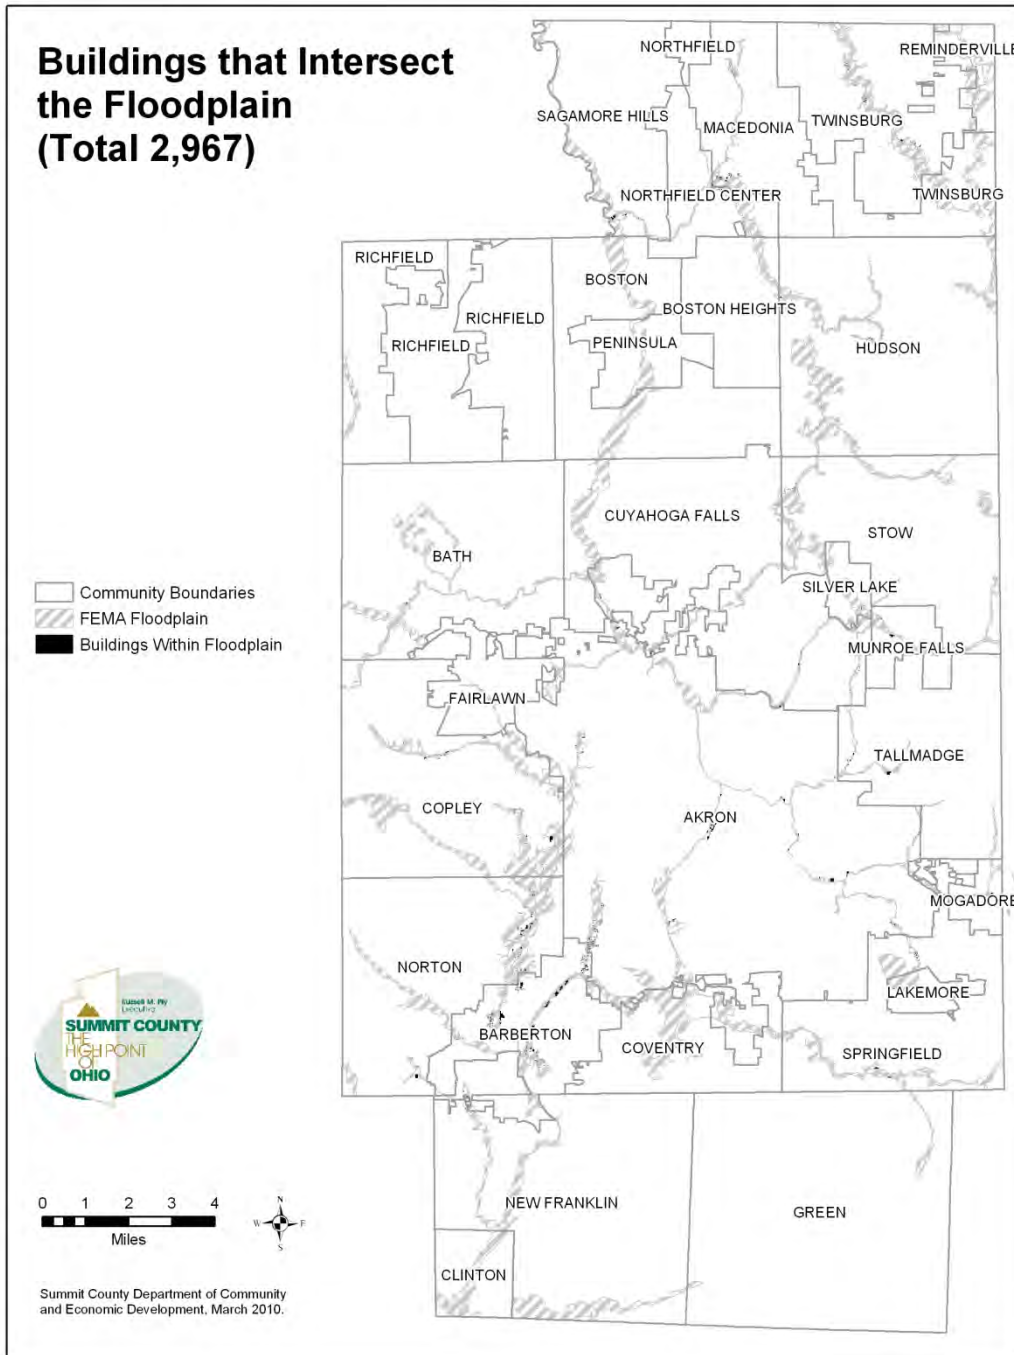 Buildings that Intersect
the Floodplain
(Total 2,967)
NORTHFIELD
REMINDERVILLE
SAGAMORE HILLS
MACEDONIA
TWINSBURG
NORTHFIELD CENTER
TWINSBURG
RICHFIELD
BOSTON
BOSTON HEIGHTS
RICHFIELD
RICHFIELD
PENINSULA
HUDSON
CUYAHOGA FALLS
STOW
BATH
SILVER LAKE
MUNROE FALLS
Community Boundaries
FEMA Floodplain
Buildings Within Floodplain
FAIRLAWN
TALLMADGE
COPLEY
AKRON
MOGADORE
NORTON
LAKEMORE
BARBERTON
COVENTRY
SPRINGFIELD
Russell M. Pry
Executive
SUMMIT COUNTY
THE
HIGH POINT
OF
OHIO
NEW FRANKLIN
GREEN
CLINTON
0 1 2 3 4
Miles
N
W E
S
Summit County Department of Community
and Economic Development, March 2010.